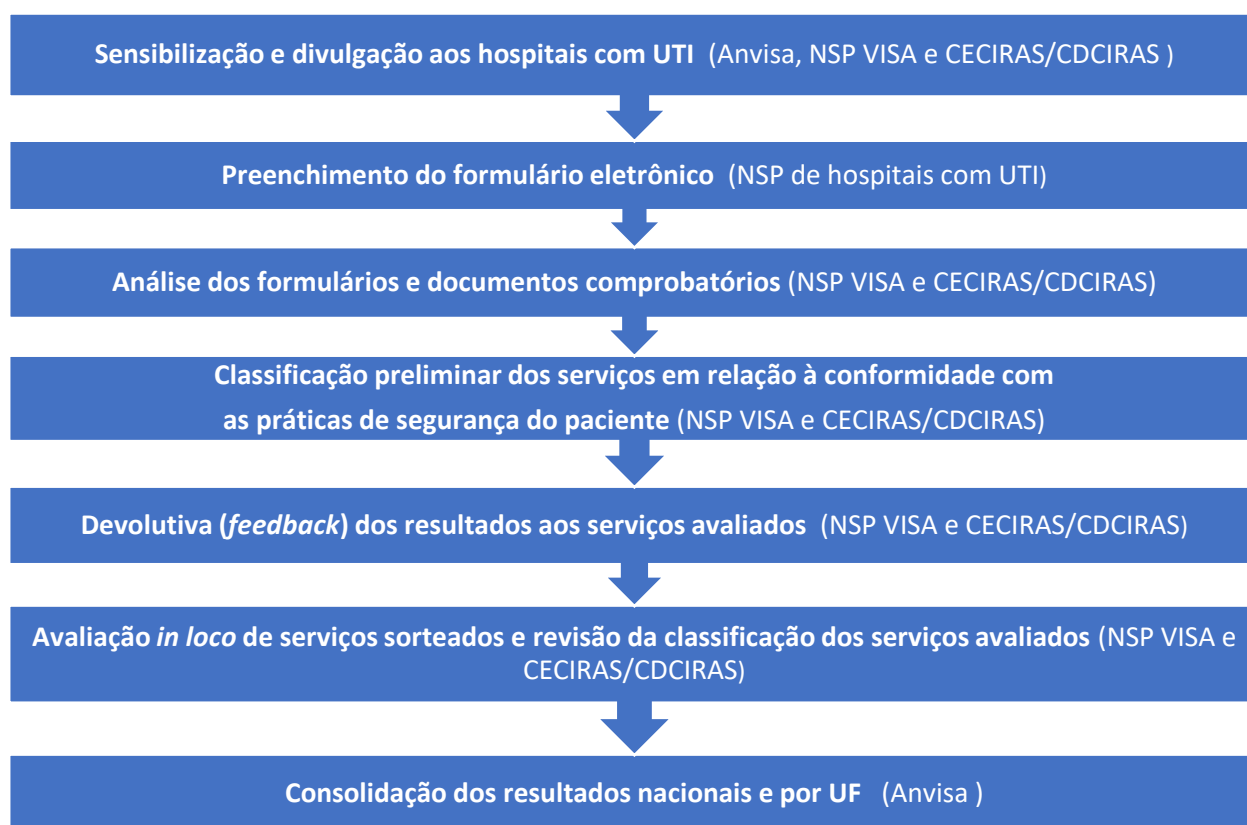 Sensibilização e divulgação aos hospitais com UTI (Anvisa, NSP VISA e CECIRAS/CDCIRAS )
Preenchimento do formulário eletrônico (NSP de hospitais com UTI)
Análise dos formulários e documentos comprobatórios (NSP VISA e CECIRAS/CDCIRAS)
Classificação preliminar dos serviços em relação à conformidade com
as práticas de segurança do paciente (NSP VISA e CECIRAS/CDCIRAS)
Devolutiva (feedback) dos resultados aos serviços avaliados (NSP VISA e CECIRAS/CDCIRAS)
Avaliação in loco de serviços sorteados e revisão da classificação dos serviços avaliados (NSP VISA e
CECIRAS/CDCIRAS)
Consolidação dos resultados nacionais e por UF (Anvisa )